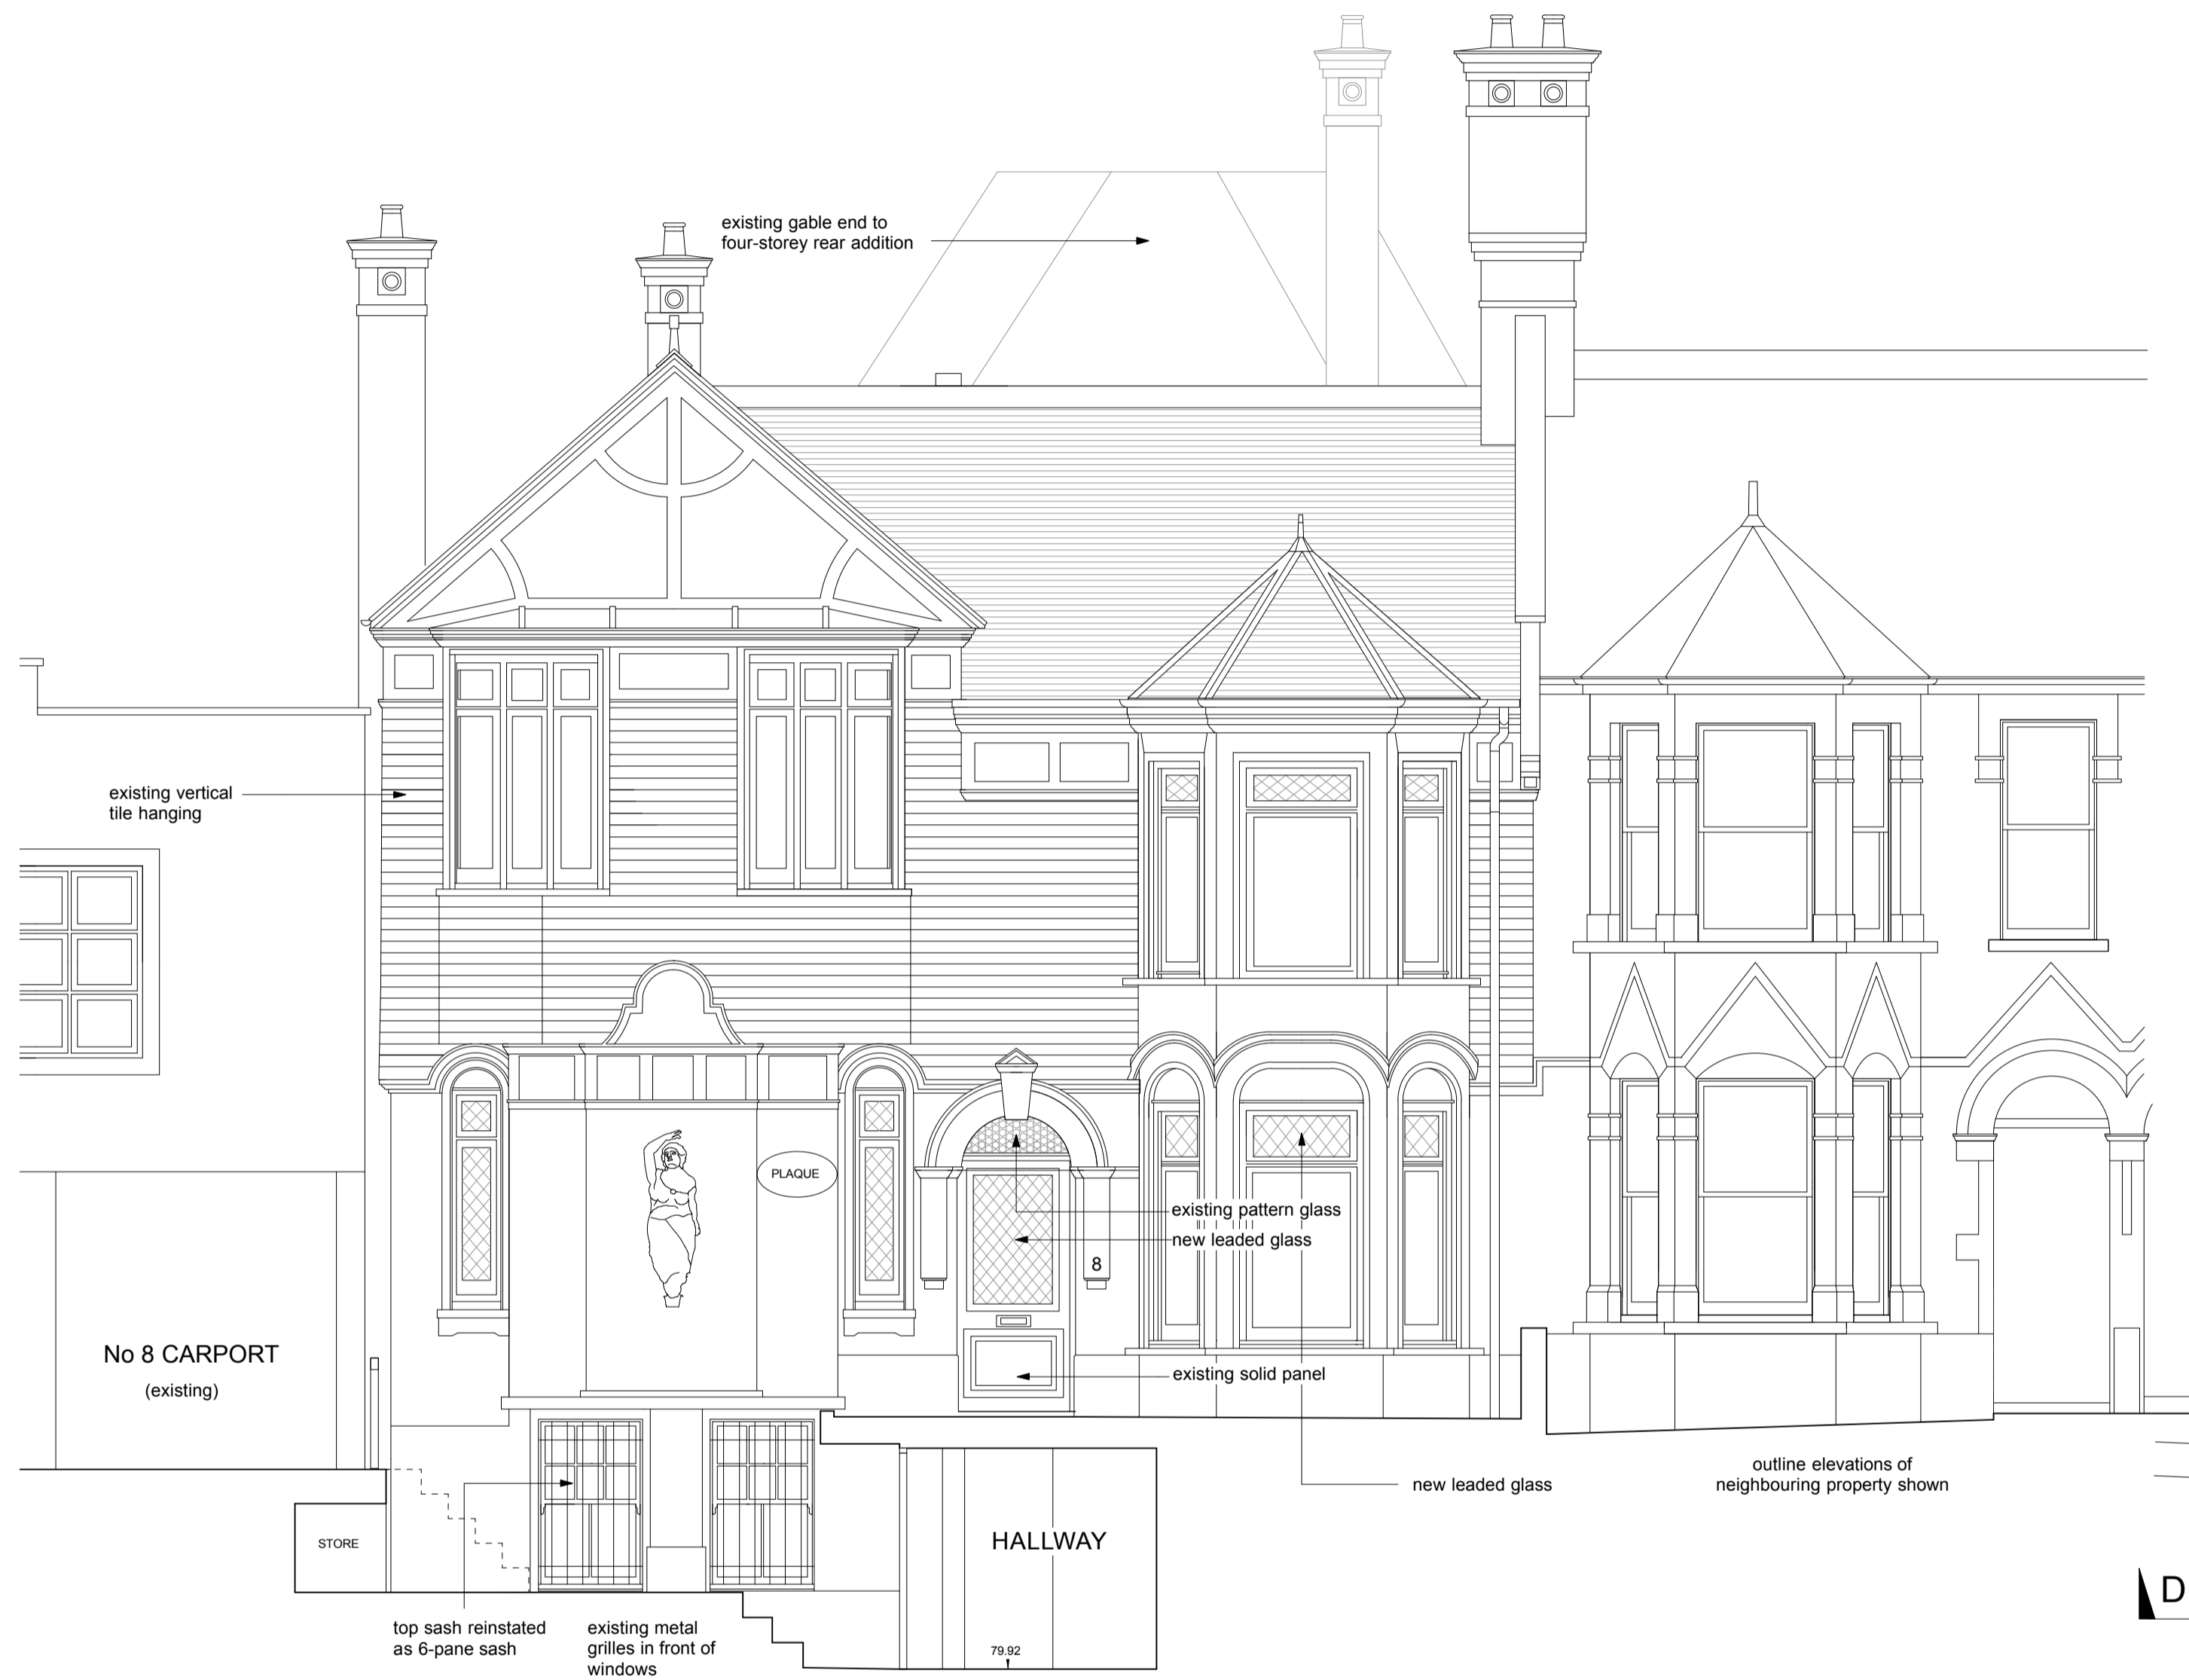 existing gable end to
four-storey rear addition
existing vertical
tile hanging
PLAQUE
existing pattern glass
new leaded glass
8
No 8 CARPORT
(existing)
existing solid panel
outline elevations of
neighbouring property shown
new leaded glass
STORE
HALLWAY
D
top sash reinstated
as 6-pane sash
existing metal
grilles in front of
windows
79.92